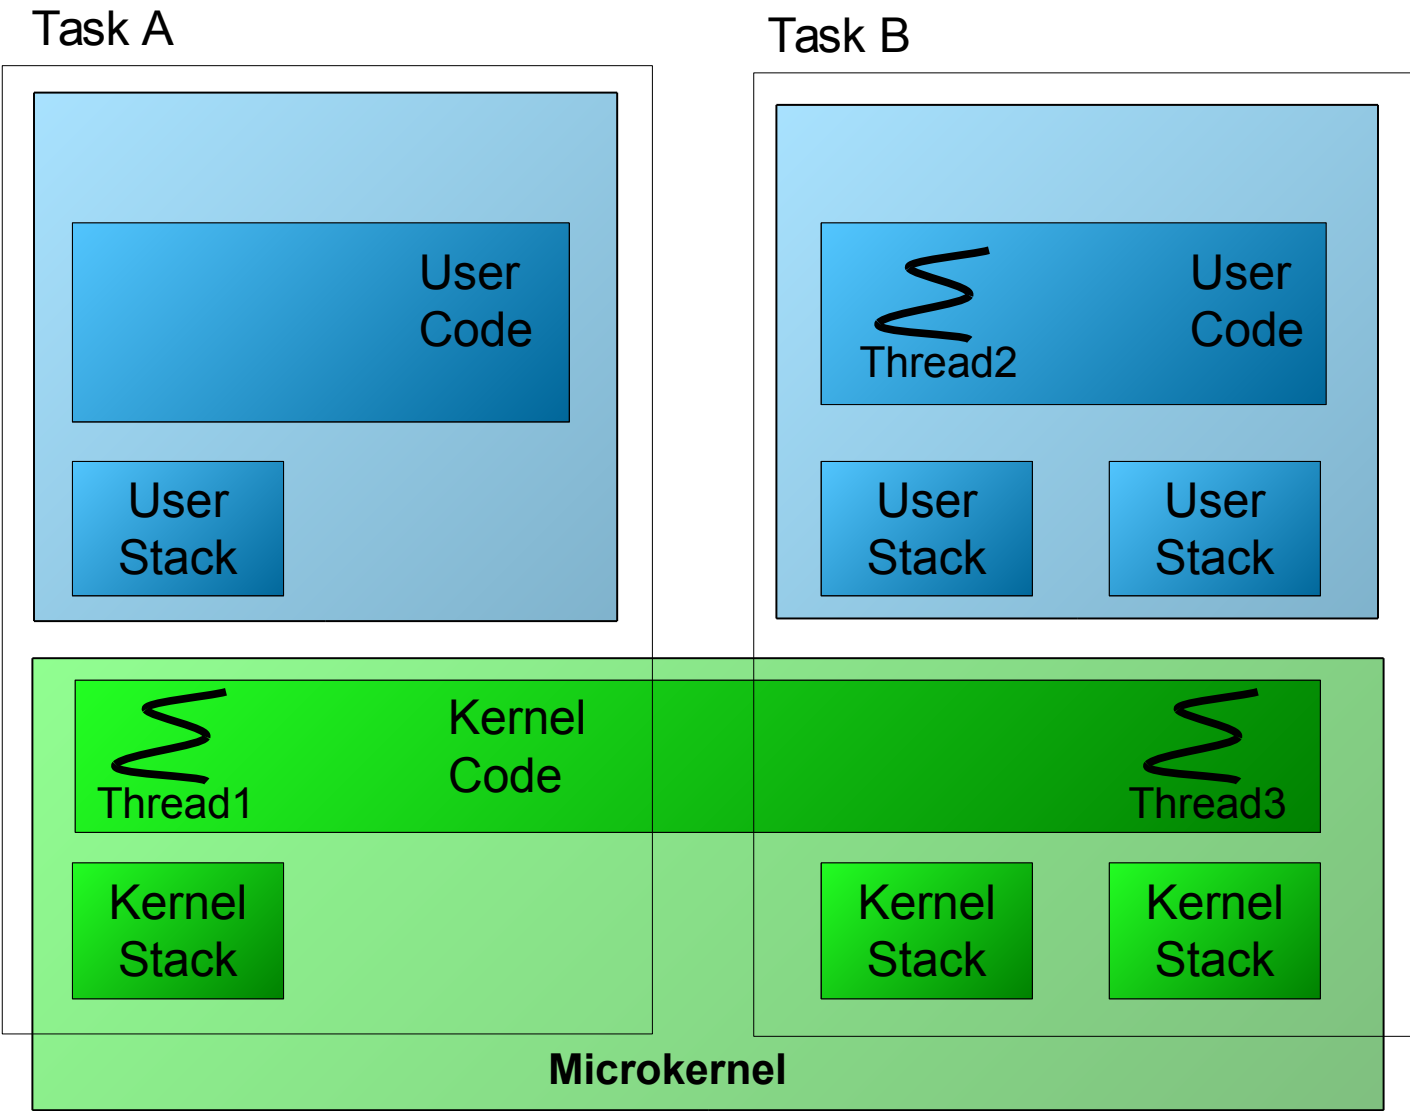 Task A
Task B
User
Code
User
Stack
Thread2
User
Code
User
Stack
User
Stack
Thread1
Kernel
Code
Thread3
Kernel
Stack
Kernel
Stack
Kernel
Stack
Microkernel